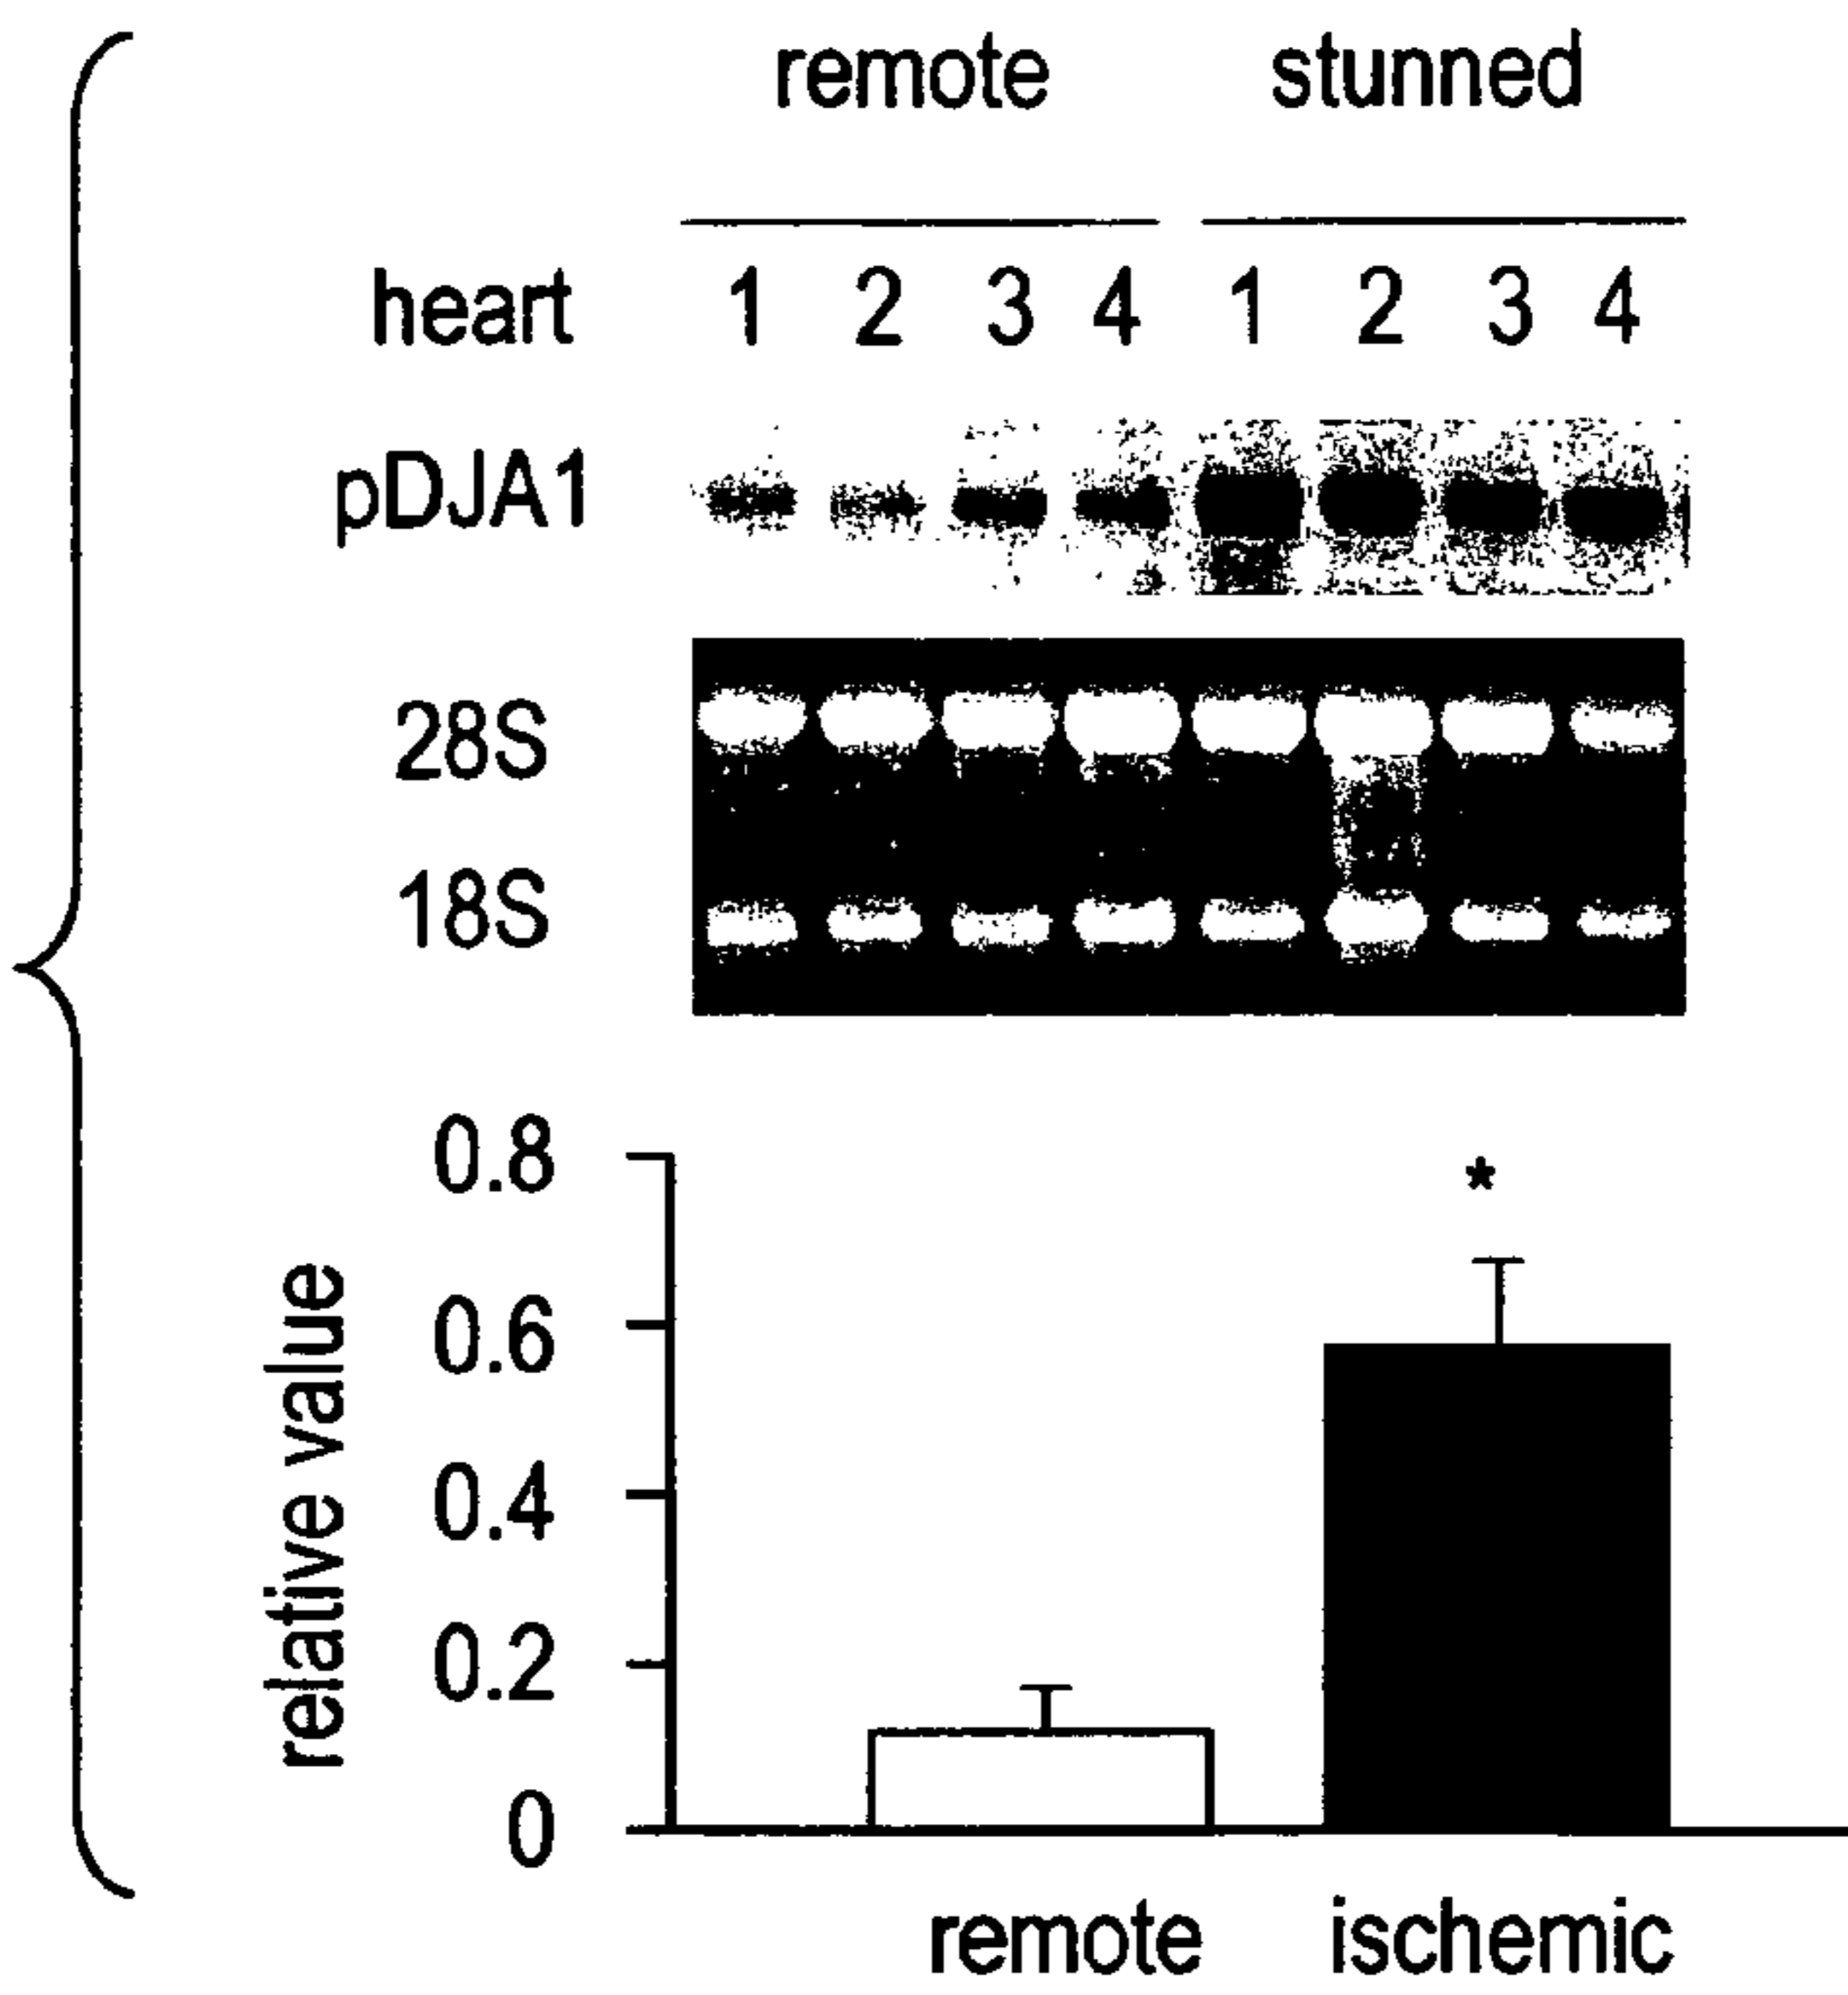 remote stunned
heart 1 2 3 4 1 2 3 4
pDJA1
28S
18S
0.8
*
0.6
0.4
0.2
0
relative value
remote ischemic